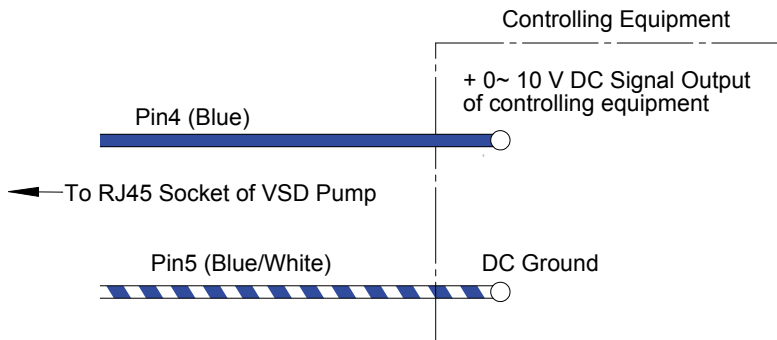 Controlling Equipment
+ 0~ 10 V DC Signal Output
of controlling equipment
Pin4 (Blue)
To RJ45 Socket of VSD Pump
Pin5 (Blue/White)
DC Ground